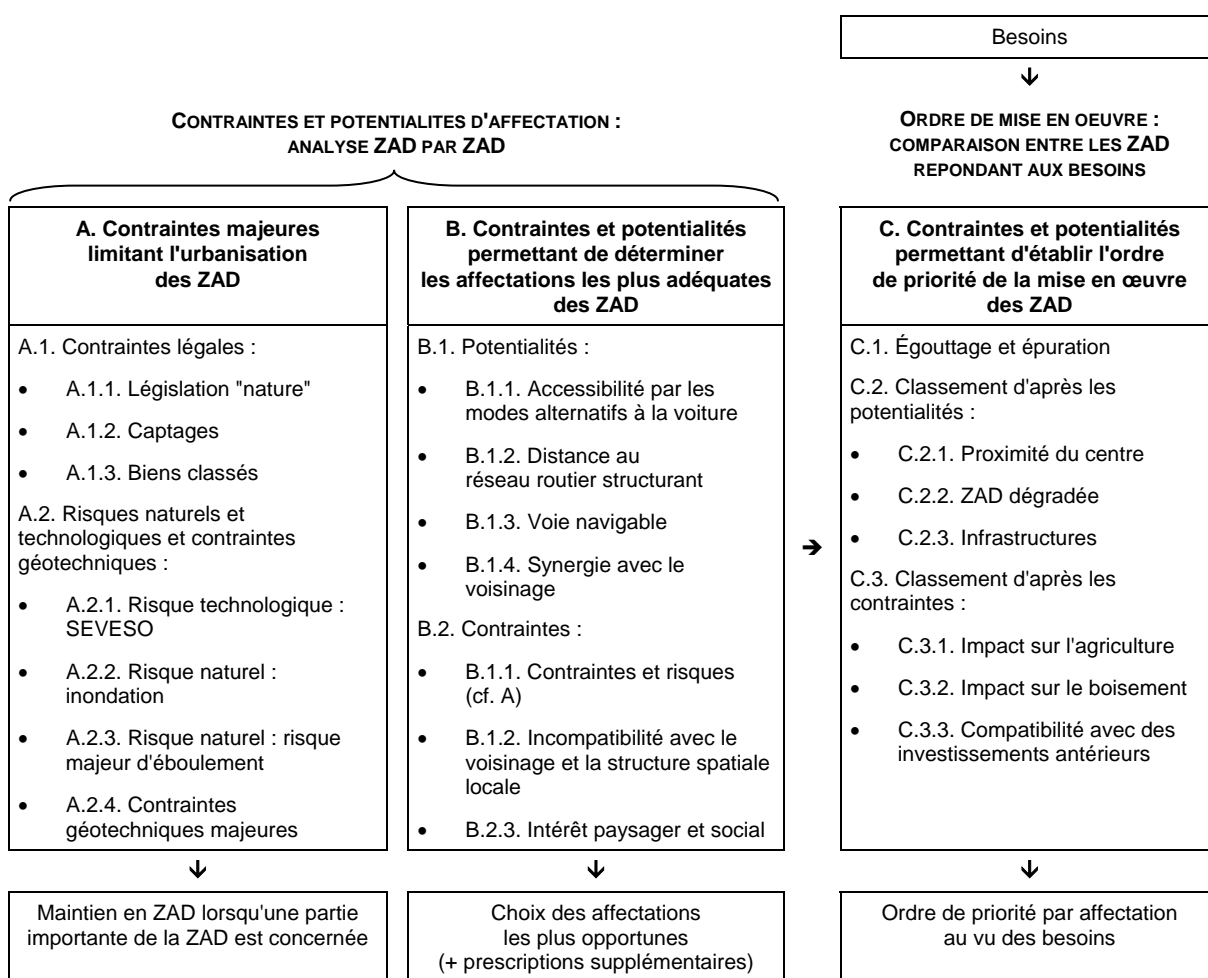 Besoins
🡻
CONTRAINTES ET POTENTIALITES D'AFFECTATION :
ANALYSE ZAD PAR ZAD
ORDRE DE MISE EN OEUVRE :
COMPARAISON ENTRE LES ZAD
REPONDANT AUX BESOINS
A. Contraintes majeures
limitant l'urbanisation
des ZAD
A.1. Contraintes légales :
• A.1.1. Législation "nature"
• A.1.2. Captages
• A.1.3. Biens classés
A.2. Risques naturels et
technologiques et contraintes
géotechniques :
• A.2.1. Risque technologique :
SEVESO
• A.2.2. Risque naturel :
inondation
• A.2.3. Risque naturel : risque
majeur d'éboulement
• A.2.4. Contraintes
géotechniques majeures
Maintien en ZAD lorsqu'une partie
importante de la ZAD est concernée
B. Contraintes et potentialités
permettant de déterminer
les affectations les plus adéquates
des ZAD
B.1. Potentialités :
• B.1.1. Accessibilité par les
modes alternatifs à la voiture
• B.1.2. Distance au
réseau routier structurant
• B.1.3. Voie navigable
• B.1.4. Synergie avec le
voisinage
B.2. Contraintes :
• B.1.1. Contraintes et risques
(cf. A)
• B.1.2. Incompatibilité avec le
voisinage et la structure spatiale
locale
• B.2.3. Intérêt paysager et social
Choix des affectations
les plus opportunes
(+ prescriptions supplémentaires)
C. Contraintes et potentialités
permettant d'établir l'ordre
de priorité de la mise en œuvre
des ZAD
C.1. Égouttage et épuration
C.2. Classement d'après les
potentialités :
• C.2.1. Proximité du centre
• C.2.2. ZAD dégradée
• C.2.3. Infrastructures
C.3. Classement d'après les
contraintes :
• C.3.1. Impact sur l'agriculture
• C.3.2. Impact sur le boisement
• C.3.3. Compatibilité avec des
investissements antérieurs
Ordre de priorité par affectation
au vu des besoins